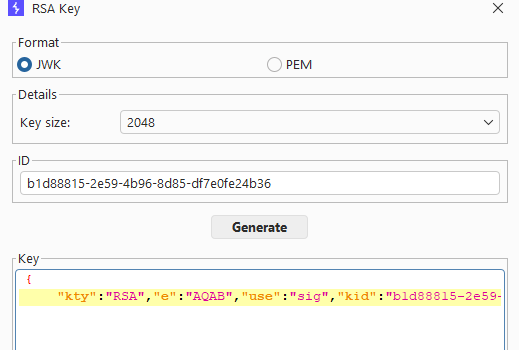 RSA Key
Format
JWK
PEM
Details
Key size:
2048
ID
b1d88815-2e59-4b96-8d85-df7e0fe24b36
Generate
Key
{
"kty":"RSA","e":"AQAB","use":"sig","kid":"b1d88815-2e59-